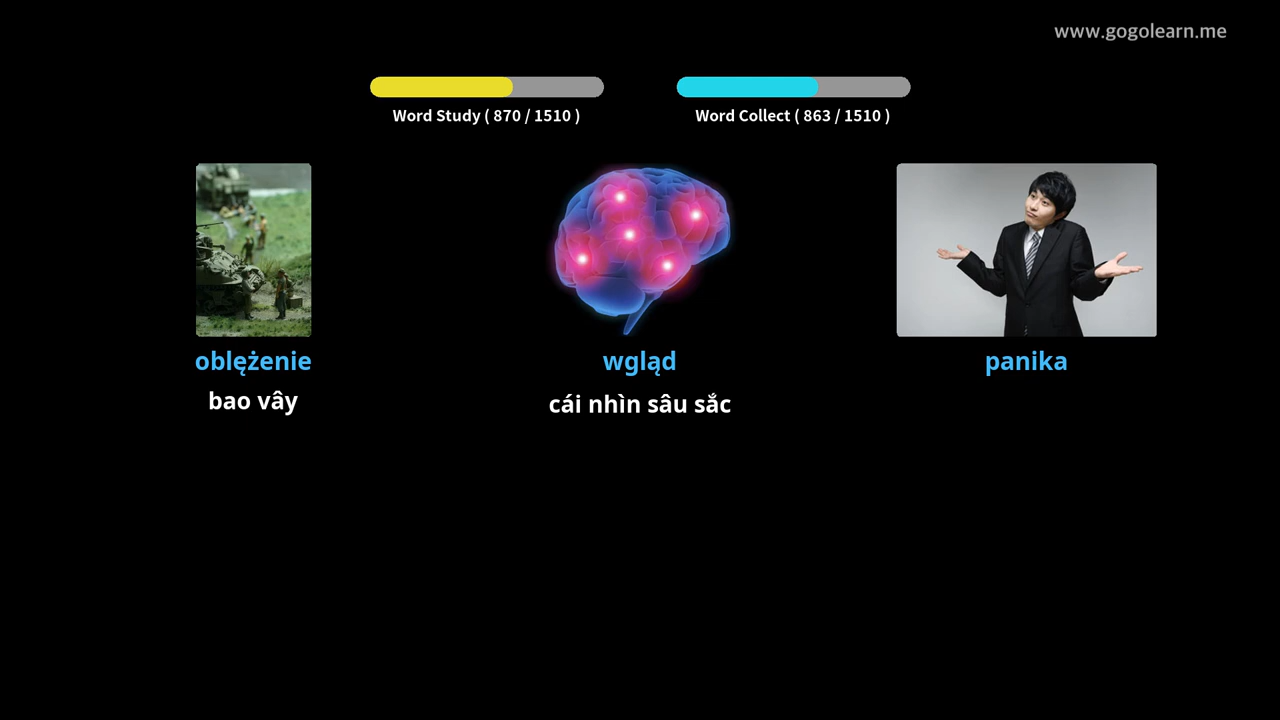 www.gogolearn.me
Word Study ( 870 / 1510 )
Word Collect ( 863 / 1510 )
oblężenie
bao vây
wgląd
cái nhìn sâu sắc
panika